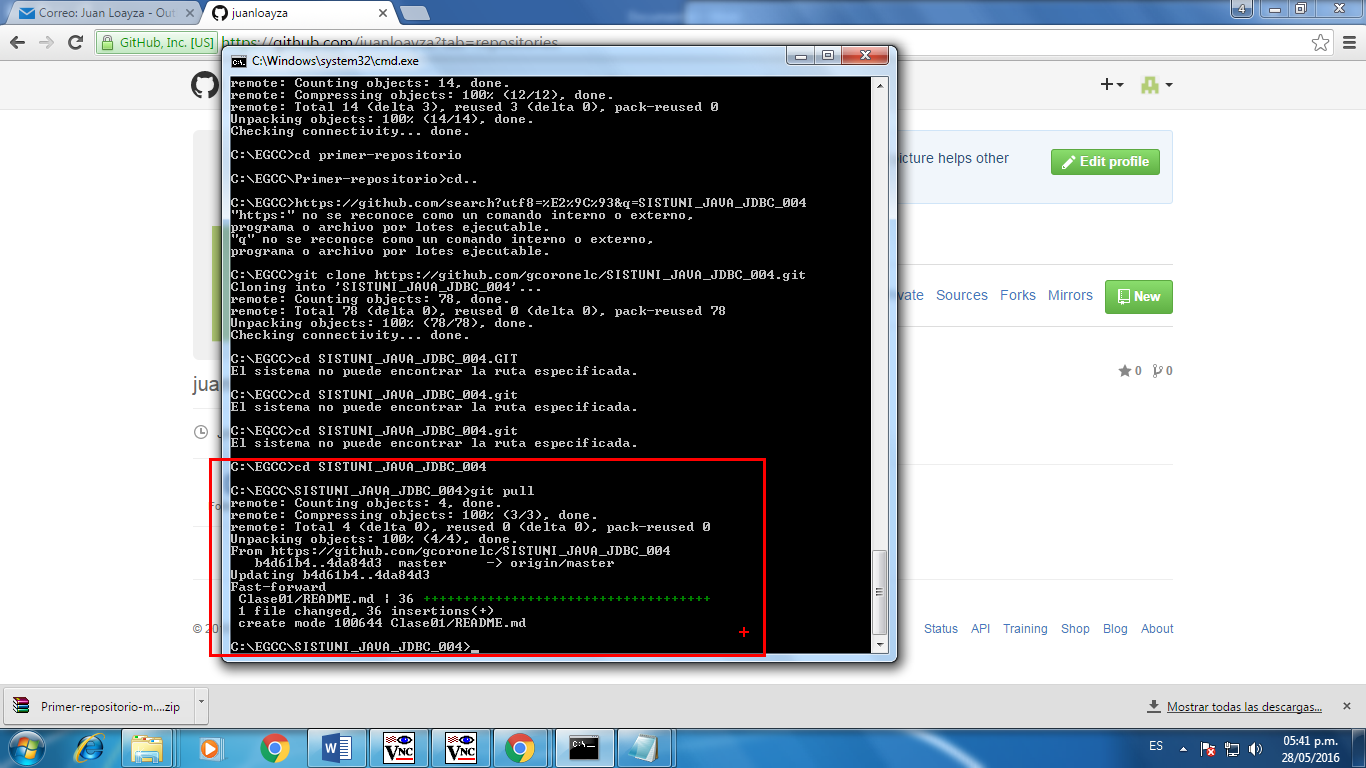 Correo: Juan Loayza - Out
juanloayza
4
GitHub, Inc. [US]
https://github.com/juanloayza?tab=repositories
C:\Windows\system32\cmd.exe
remote: Counting objects: 14, done.
remote: Compressing objects: 100% (12/12), done.
remote: Total 14 (delta 3), reused 3 (delta 0), pack-reused 0
Unpacking objects: 100% (14/14), done.
Checking connectivity... done.
C:\EGCC>cd primer-repositorio
C:\EGCC\Primer-repositorio>cd..
C:\EGCC>https://github.com/search?utf8=%E2%9C%93&q=SISTUNI_JAVA_JDBC_004
"https:" no se reconoce como un comando interno o externo,
programa o archivo por lotes ejecutable.
"q" no se reconoce como un comando interno o externo,
programa o archivo por lotes ejecutable.
C:\EGCC>git clone https://github.com/gcoronelc/SISTUNI_JAVA_JDBC_004.git
Cloning into 'SISTUNI_JAVA_JDBC_004'...
remote: Counting objects: 78, done.
remote: Total 78 (delta 0), reused 0 (delta 0), pack-reused 78
Unpacking objects: 100% (78/78), done.
Checking connectivity... done.
C:\EGCC>cd SISTUNI_JAVA_JDBC_004.GIT
El sistema no puede encontrar la ruta especificada.
C:\EGCC>cd SISTUNI_JAVA_JDBC_004.git
El sistema no puede encontrar la ruta especificada.
C:\EGCC>cd SISTUNI_JAVA_JDBC_004.git
El sistema no puede encontrar la ruta especificada.
C:\EGCC>cd SISTUNI_JAVA_JDBC_004
C:\EGCC\SISTUNI_JAVA_JDBC_004>git pull
remote: Counting objects: 4, done.
remote: Compressing objects: 100% (3/3), done.
remote: Total 4 (delta 0), reused 0 (delta 0), pack-reused 0
Unpacking objects: 100% (4/4), done.
From https://github.com/gcoronelc/SISTUNI_JAVA_JDBC_004
b4d61b4..4da84d3  master     -> origin/master
Updating b4d61b4..4da84d3
Fast-forward
Clase01/README.md | 36 ++++++++++++++++++++++++++++++++++++
1 file changed, 36 insertions(+)
create mode 100644 Clase01/README.md
C:\EGCC\SISTUNI_JAVA_JDBC_004>_
icture helps other
Edit profile
vate Sources Forks Mirrors
New
0 0
jua
J
Fo
© 20
Status API Training Shop Blog About
Primer-repositorio-m....zip
Mostrar todas las descargas...
ES
05:41 p.m.
28/05/2016